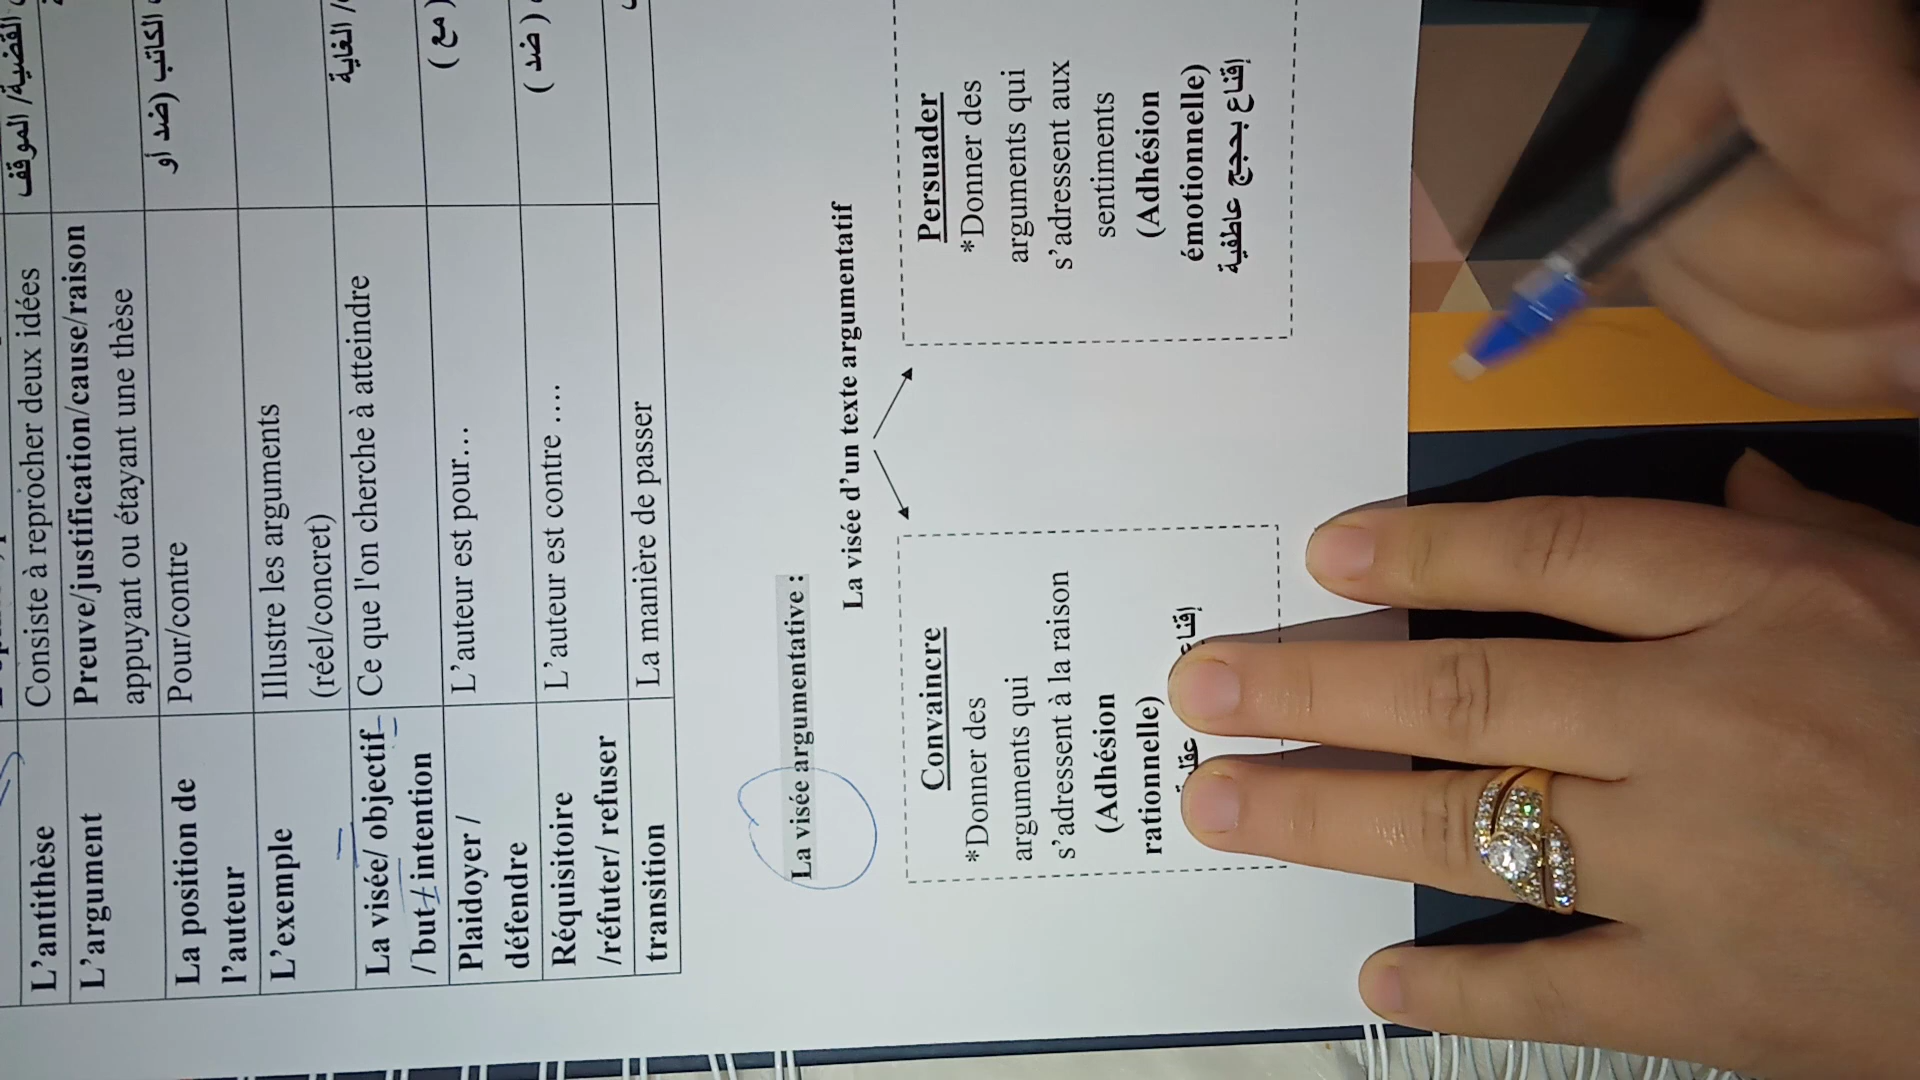 L'antithèse
Consiste à reprocher deux idées
القضية/ الموقف
L'argument
Preuve/justification/cause/raison
appuyant ou étayant une thèse
La position de
l'auteur
Pour/contre
الكاتب (ضد أو
L'exemple
Illustre les arguments
(réel/concret)
La visée/ objectif
/ but / intention
Ce que l'on cherche à atteindre
/ الغاية
Plaidoyer /
défendre
L'auteur est pour…
( مع )
Réquisitoire
/réfuter/ refuser
L'auteur est contre ….
( ضد )
transition
La manière de passer
La visée argumentative :
La visée d'un texte argumentatif
Convaincre
*Donner des
arguments qui
s'adressent à la raison
(Adhésion
rationnelle)
Persuader
*Donner des
arguments qui
s'adressent aux
sentiments
(Adhésion
émotionnelle)
إقناع بحجج عاطفية